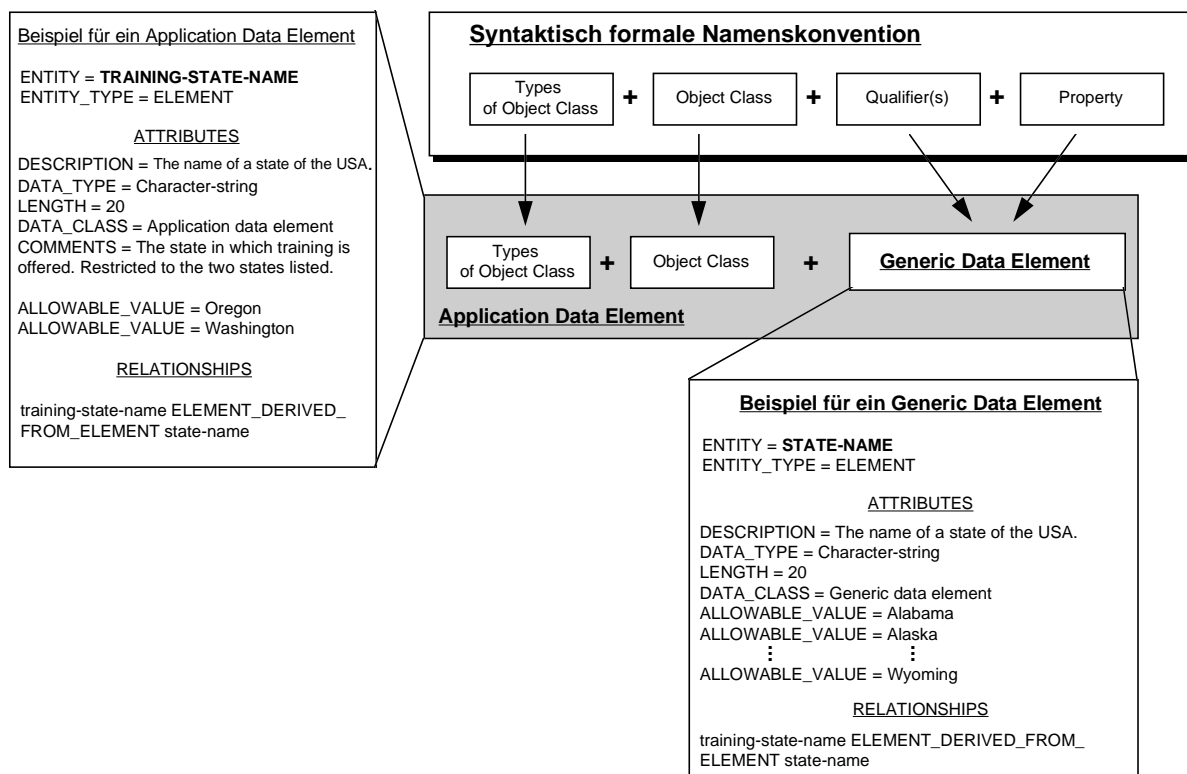 Beispiel für ein Application Data Element
ENTITY = TRAINING-STATE-NAME
ENTITY_TYPE = ELEMENT
ATTRIBUTES
DESCRIPTION = The name of a state of the USA.
DATA_TYPE = Character-string
LENGTH = 20
DATA_CLASS = Application data element
COMMENTS = The state in which training is
offered. Restricted to the two states listed.
ALLOWABLE_VALUE = Oregon
ALLOWABLE_VALUE = Washington
RELATIONSHIPS
training-state-name ELEMENT_DERIVED_
FROM_ELEMENT state-name
Syntaktisch formale Namenskonvention
Types
of Object Class
+
Object Class
+
Qualifier(s)
+
Property
Types
of Object Class
+
Object Class
+
Generic Data Element
Application Data Element
Beispiel für ein Generic Data Element
ENTITY = STATE-NAME
ENTITY_TYPE = ELEMENT
ATTRIBUTES
DESCRIPTION = The name of a state of the USA.
DATA_TYPE = Character-string
LENGTH = 20
DATA_CLASS = Generic data element
ALLOWABLE_VALUE = Alabama
ALLOWABLE_VALUE = Alaska
⋮ ⋮
ALLOWABLE_VALUE = Wyoming
RELATIONSHIPS
training-state-name ELEMENT_DERIVED_FROM_
ELEMENT state-name